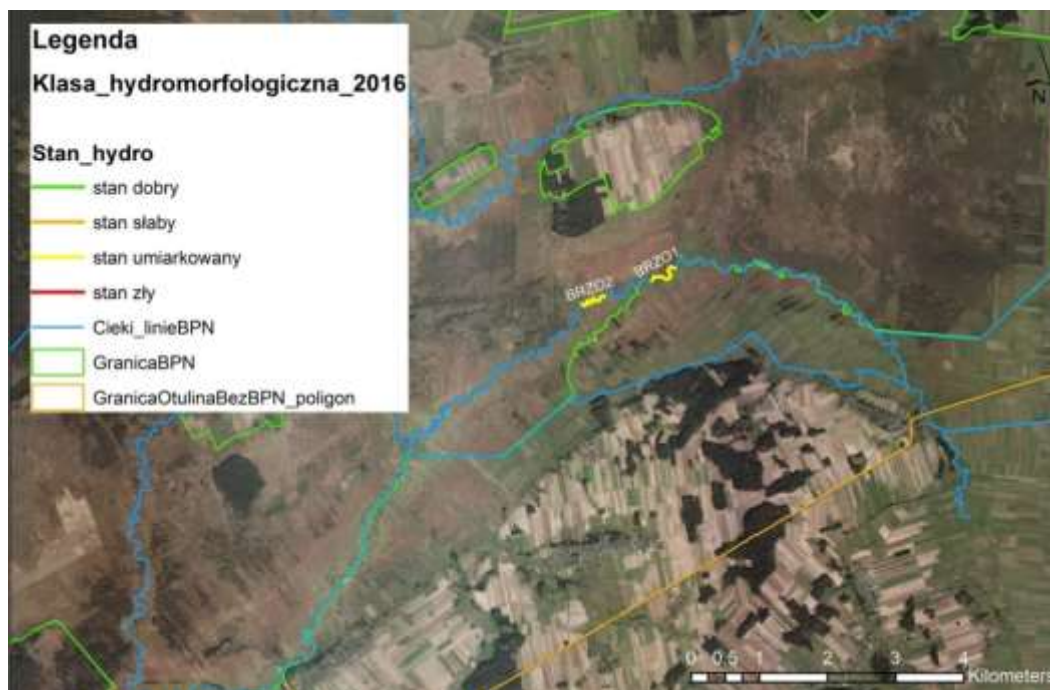 Legenda
Klasa_hydromorfologiczna_2016
Stan_hydro
stan dobry
stan słaby
stan umiarkowany
stan zły
Cieki_linieBPN
GranicaBPN
GranicaOtulinaBezBPN_poligon
N
BRZO1
BRZO2
0 0.5 1 2 3 4
Kilometers